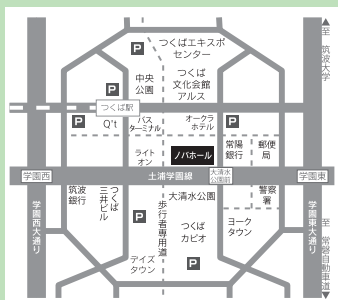 つくばエキスポ
センター
至 筑波大学
中央
公園
つくば
文化会館
アルス
P
P
つくば駅
P
Q't
バス
ターミナル
オークラ
ホテル
P
ライト
オン
ノバホール
常陽
銀行
郵便
局
学園西
土浦学園線
大清水
公園前
学園東
筑波
銀行
つくば
三井ビル
大清水公園
警察
署
学園西大通り
P
歩行者専用道
つくば
カピオ
ヨーク
タウン
学園東大通り
至 常磐自動車道
デイズ
タウン
P